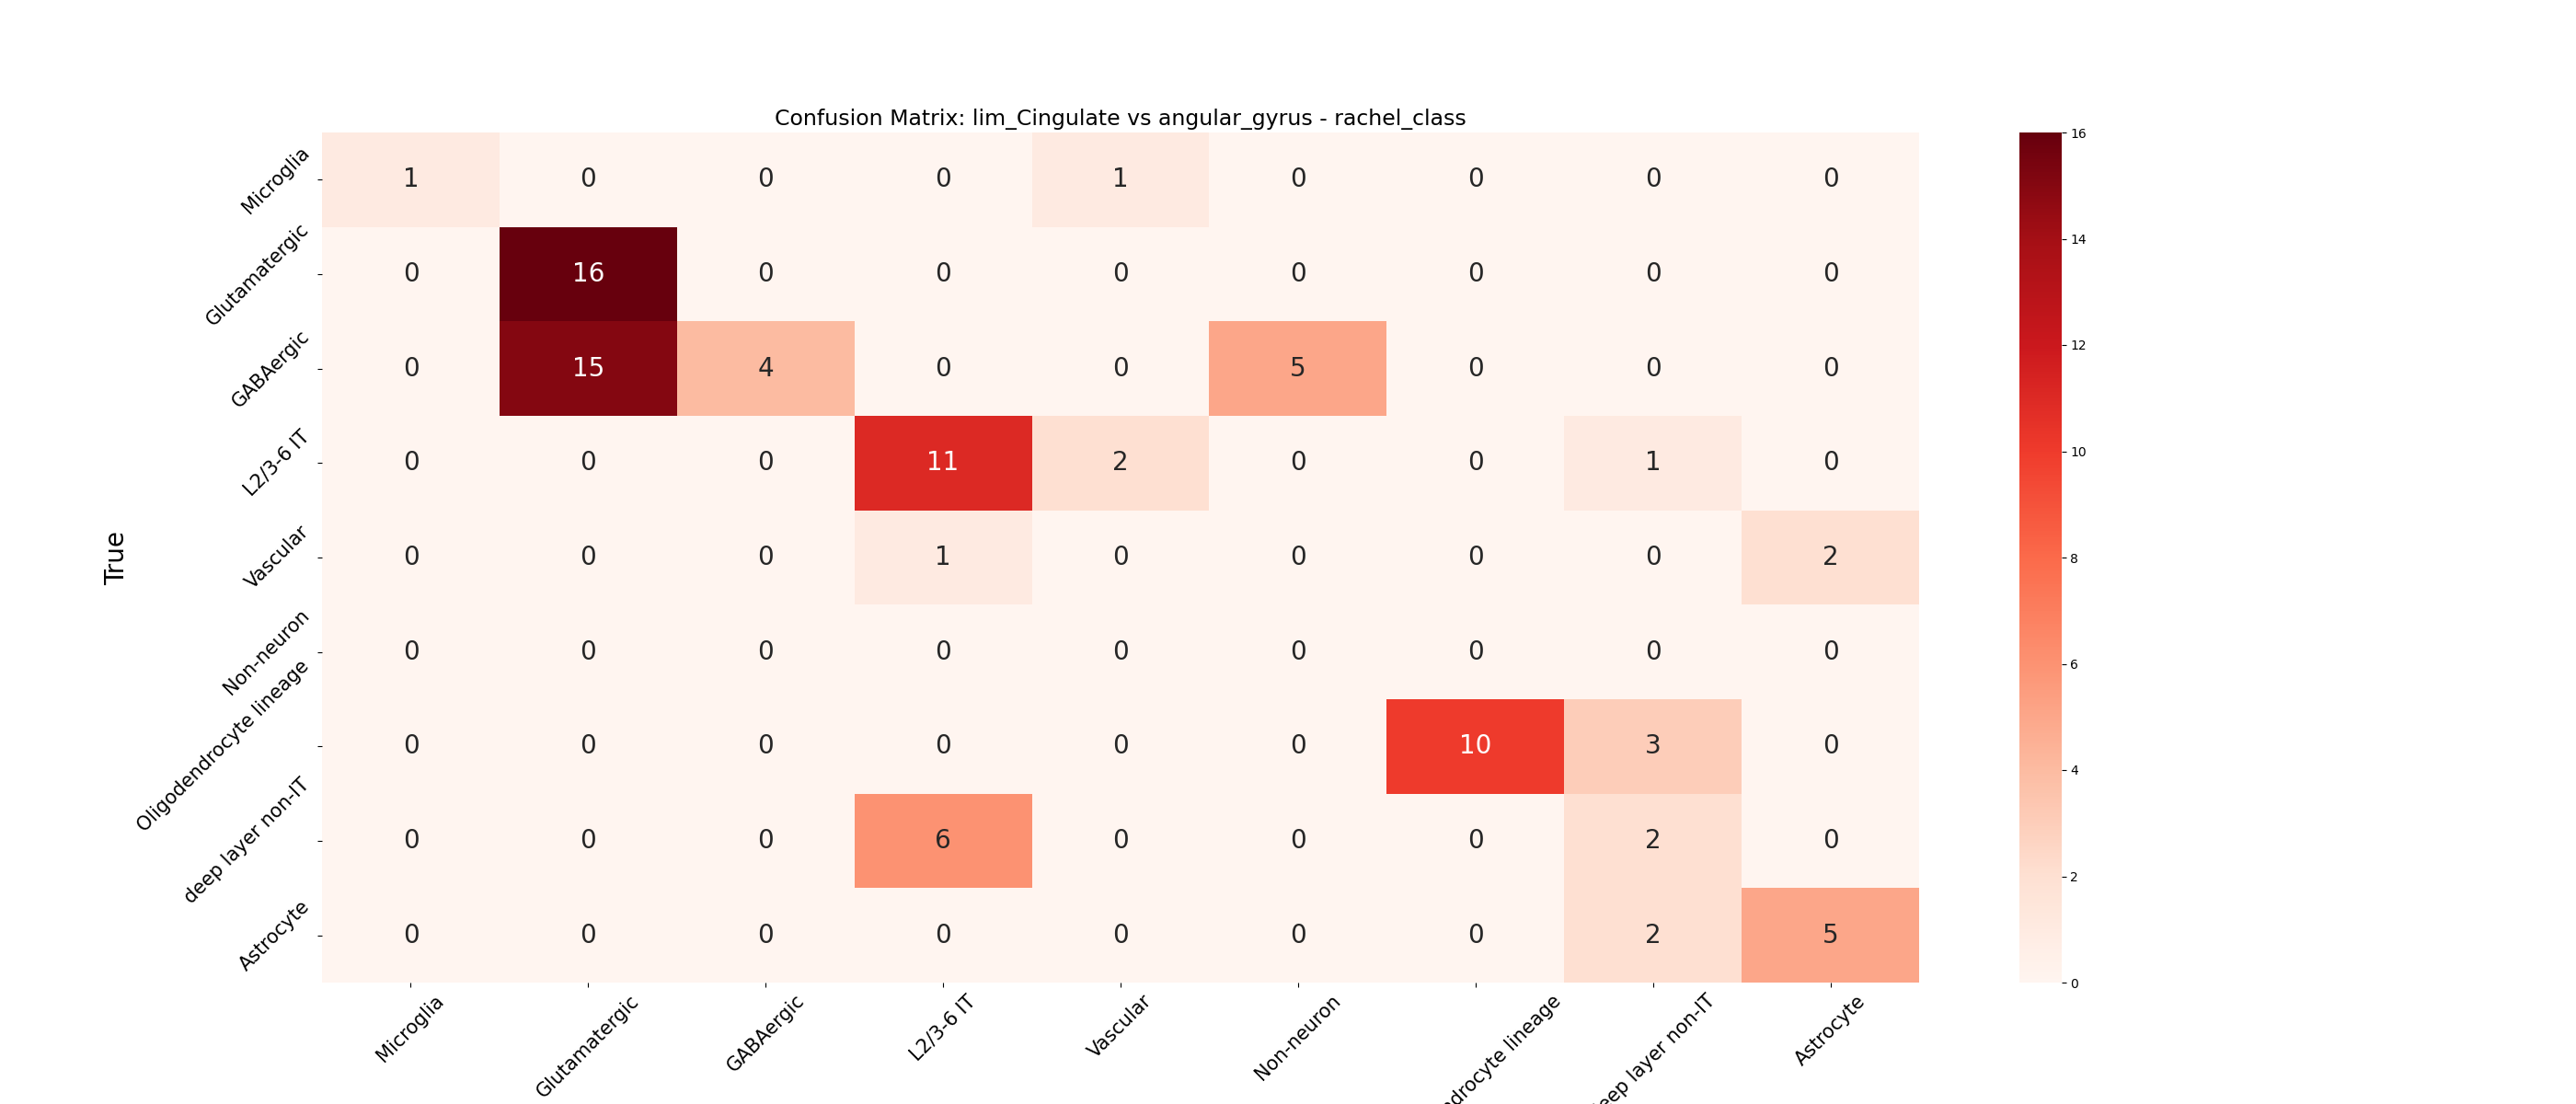 Confusion Matrix: lim_Cingulate vs angular_gyrus - rachel_class
Microglia 1 0 0 0 1 0 0 0 0
Glutamatergic 0 16 0 0 0 0 0 0 0
GABAergic 0 15 4 0 0 5 0 0 0
L2/3-6 IT 0 0 0 11 2 0 0 1 0
Vascular 0 0 0 1 0 0 0 0 2
Non-neuron 0 0 0 0 0 0 0 0 0
Oligodendrocyte lineage 0 0 0 0 0 0 10 3 0
deep layer non-IT 0 0 0 6 0 0 0 2 0
Astrocyte 0 0 0 0 0 0 0 2 5
True
Microglia
Glutamatergic
GABAergic
L2/3-6 IT
Vascular
Non-neuron
ndrocyte lineage
eep layer non-IT
Astrocyte
16
14
12
10
8
6
4
2
0